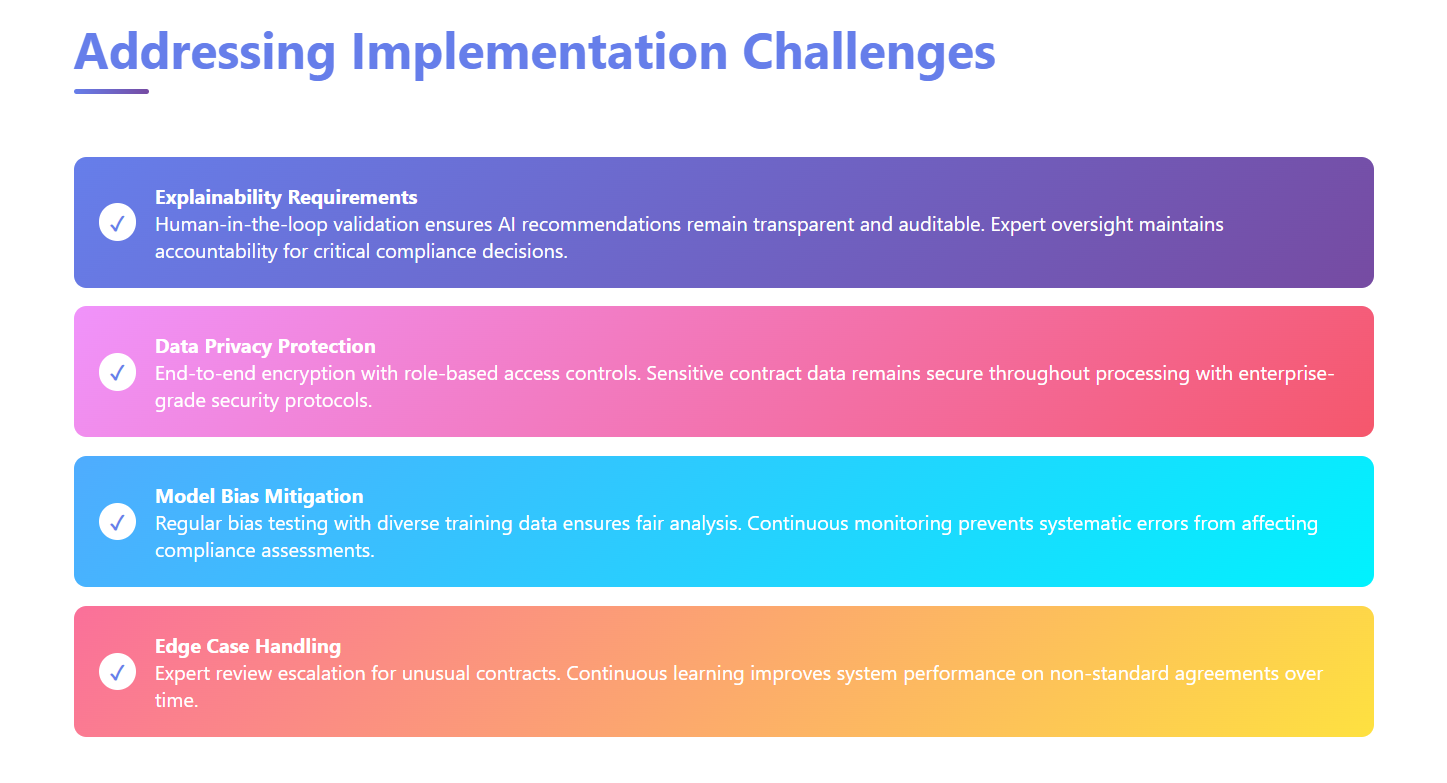 Addressing Implementation Challenges
Explainability Requirements
Human-in-the-loop validation ensures AI recommendations remain transparent and auditable. Expert oversight maintains
accountability for critical compliance decisions.
Data Privacy Protection
End-to-end encryption with role-based access controls. Sensitive contract data remains secure throughout processing with enterprise-
grade security protocols.
Model Bias Mitigation
Regular bias testing with diverse training data ensures fair analysis. Continuous monitoring prevents systematic errors from affecting
compliance assessments.
Edge Case Handling
Expert review escalation for unusual contracts. Continuous learning improves system performance on non-standard agreements over
time.